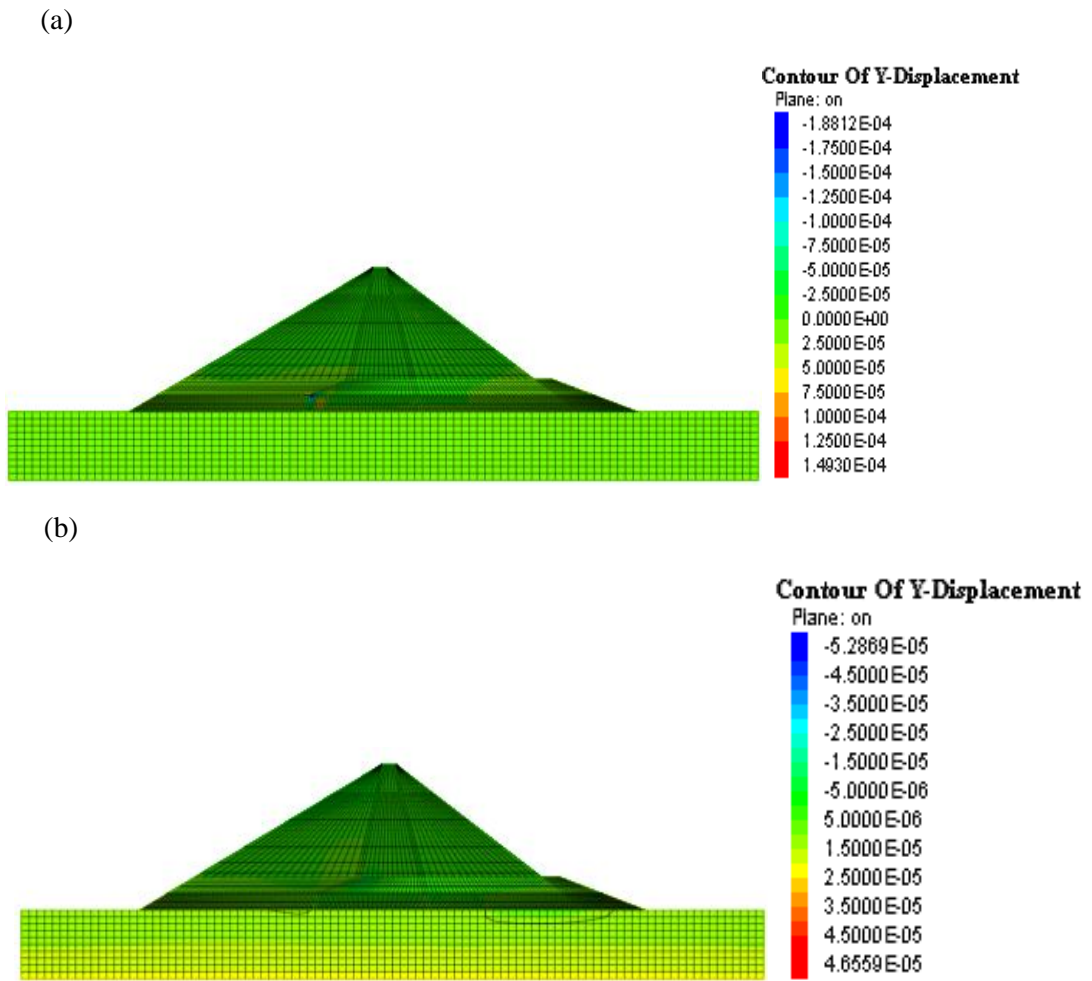 (a)
Contour Of Y-Displacement
Plane: on
-1.8812E-04
-1.7500E-04
-1.5000E-04
-1.2500E-04
-1.0000E-04
-7.5000E-05
-5.0000E-05
-2.5000E-05
0.0000E+00
2.5000E-05
5.0000E-05
7.5000E-05
1.0000E-04
1.2500E-04
1.4930E-04
(b)
Contour Of Y-Displacement
Plane: on
-5.2869E-05
-4.5000E-05
-3.5000E-05
-2.5000E-05
-1.5000E-05
-5.0000E-06
5.0000E-06
1.5000E-05
2.5000E-05
3.5000E-05
4.5000E-05
4.6559E-05